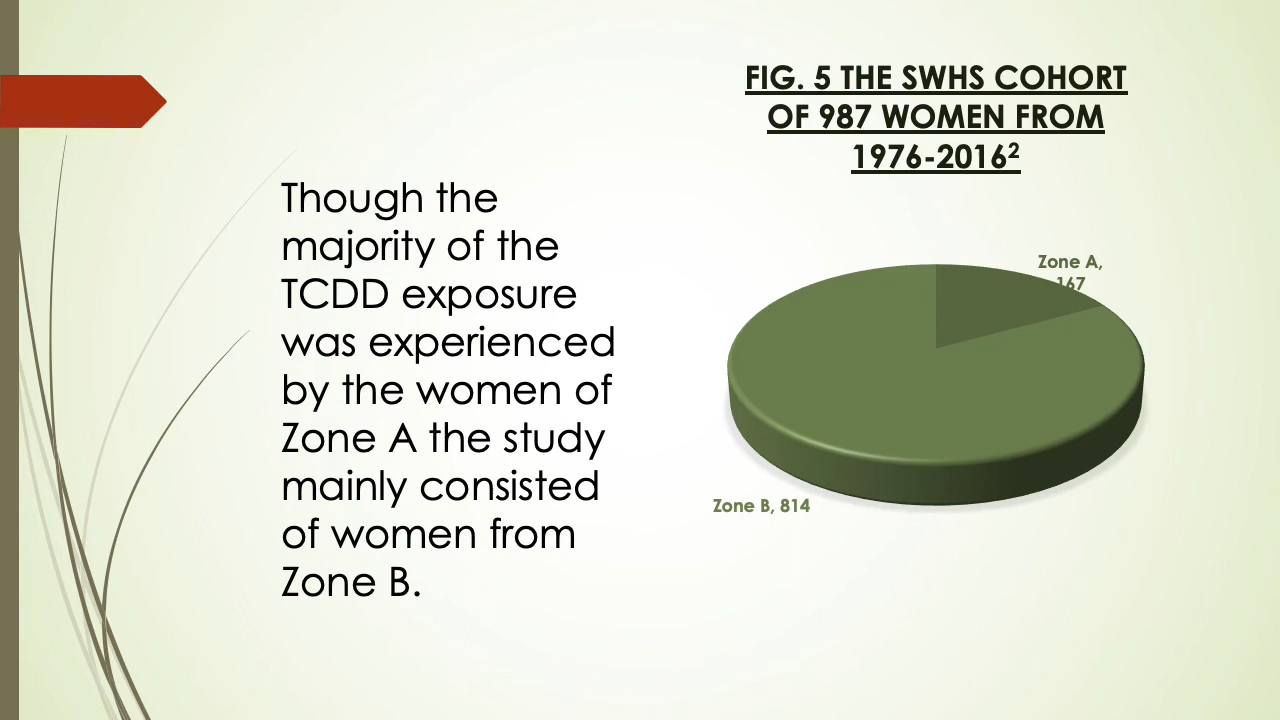 FIG. 5 THE SWHS COHORT
OF 987 WOMEN FROM
1976-2016²
Though the
majority of the
TCDD exposure
was experienced
by the women of
Zone A the study
mainly consisted
of women from
Zone B.
Zone A,
167
Zone B, 814